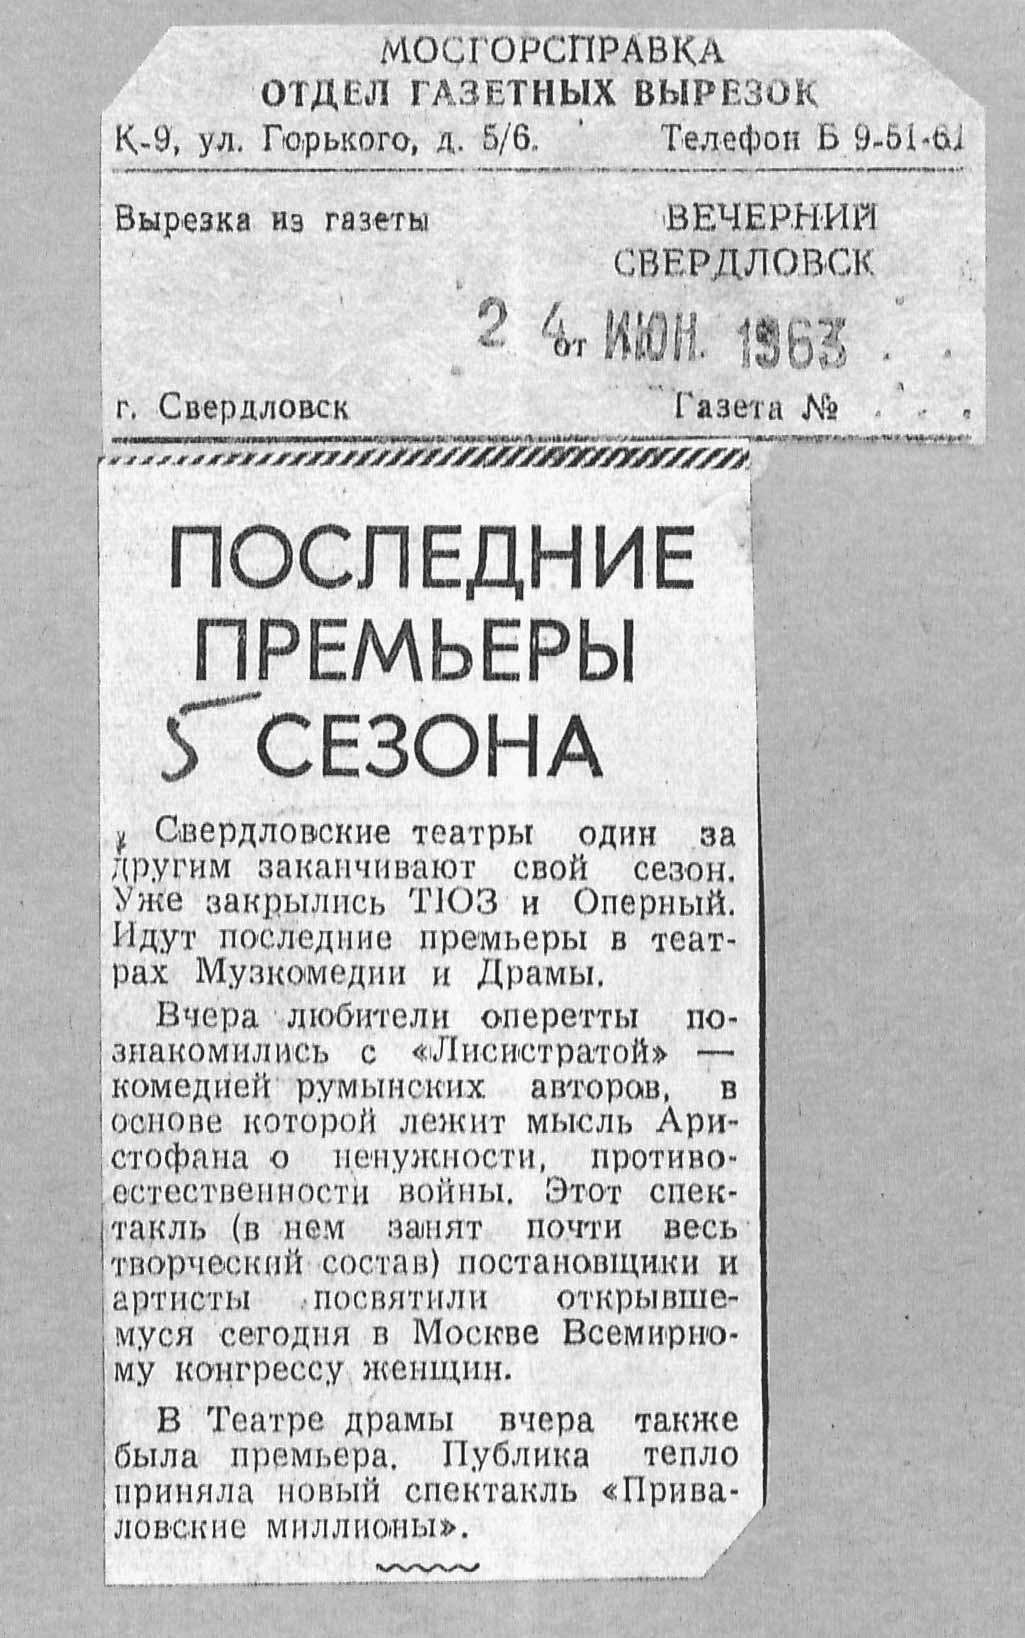 МОСГОРСПРАВКА
ОТДЕЛ ГАЗЕТНЫХ ВЫРЕЗОК
К-9, ул. Горького, д. 5/6. Телефон Б 9-51-61
Вырезка из газеты ВЕЧЕРНИЙ
СВЕРДЛОВСК
24 от ИЮН. 1963 . .
г. Свердловск Газета № . . .
ПОСЛЕДНИЕ
ПРЕМЬЕРЫ
5 СЕЗОНА
Свердловские театры один за
другим заканчивают свой сезон.
Уже закрылись ТЮЗ и Оперный.
Идут последние премьеры в теат-
рах Музкомедии и Драмы.
Вчера любители оперетты по-
знакомились с «Лисистратой» —
комедией румынских авторов, в
основе которой лежит мысль Ари-
стофана о ненужности, противо-
естественности войны. Этот спек-
такль (в нем занят почти весь
творческий состав) постановщики и
артисты посвятили открывше-
муся сегодня в Москве Всемирно-
му конгрессу женщин.
В Театре драмы вчера также
была премьера. Публика тепло
приняла новый спектакль «Прива-
ловские миллионы».